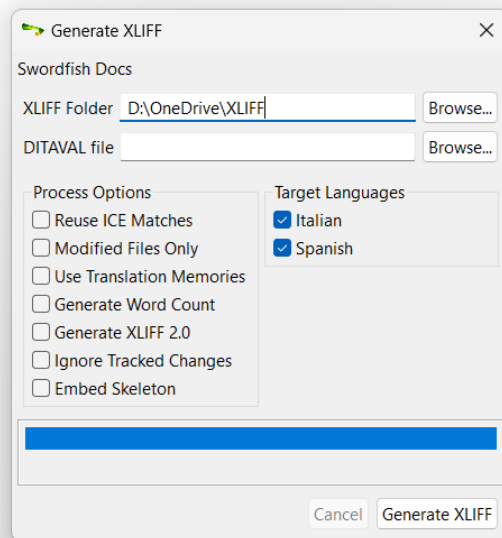 Generate XLIFF
Swordfish Docs
XLIFF Folder D:\OneDrive\XLIFF Browse...
DITAVAL file Browse...
Process Options
Reuse ICE Matches
Modified Files Only
Use Translation Memories
Generate Word Count
Generate XLIFF 2.0
Ignore Tracked Changes
Embed Skeleton
Target Languages
Italian
Spanish
Cancel Generate XLIFF